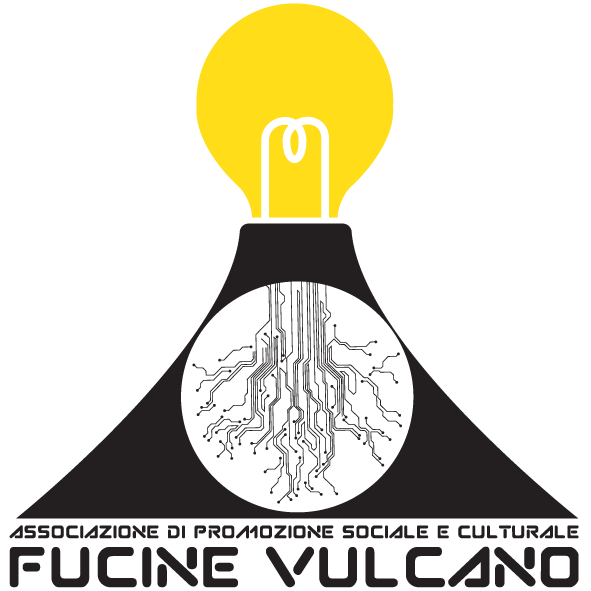 ASSOCIAZIONE DI PROMOZIONE SOCIALE E CULTURALE
FUCINE VULCANO